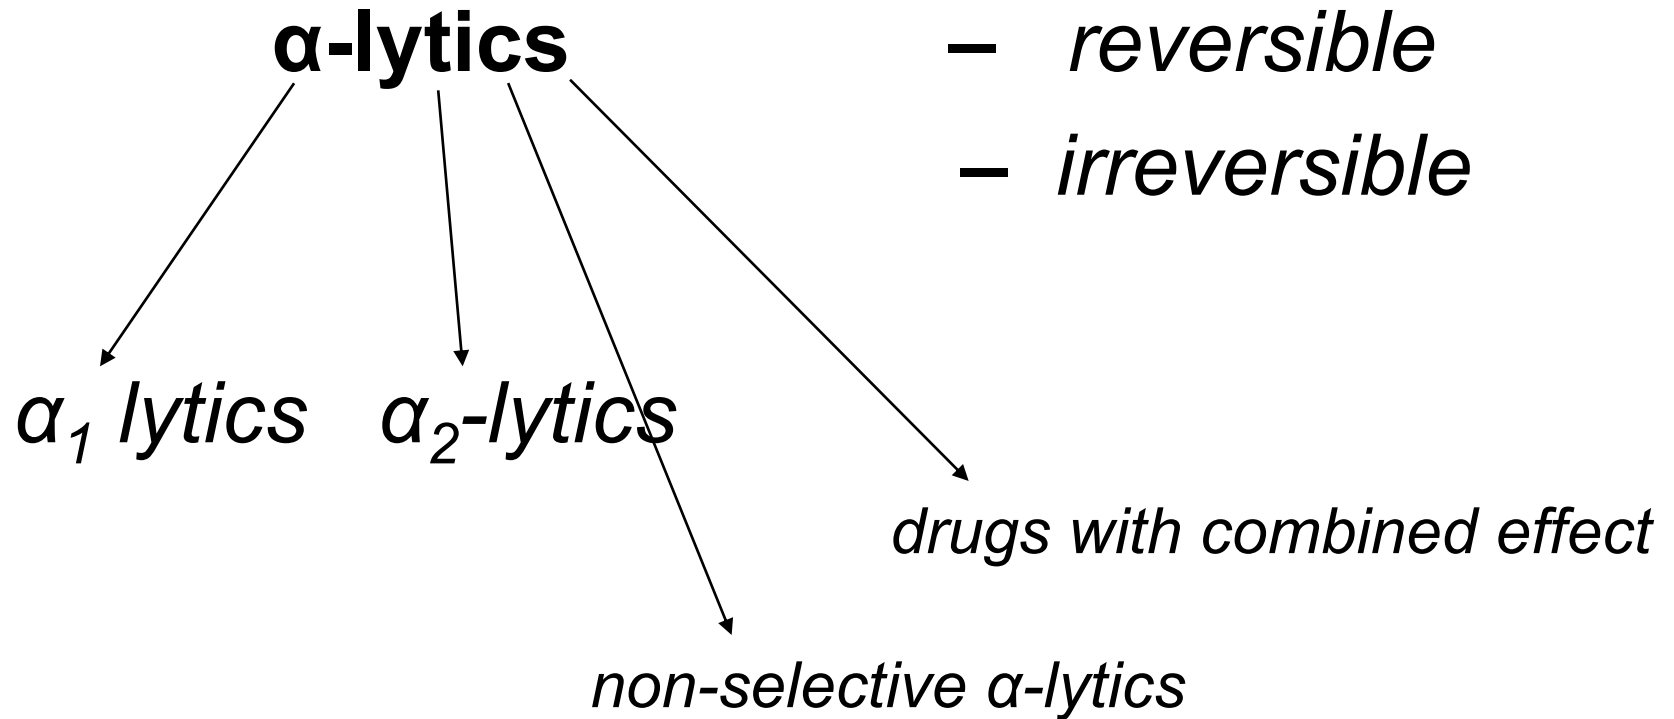 α-lytics – reversible
– irreversible
α₁ lytics α₂-lytics
drugs with combined effect
non-selective α-lytics